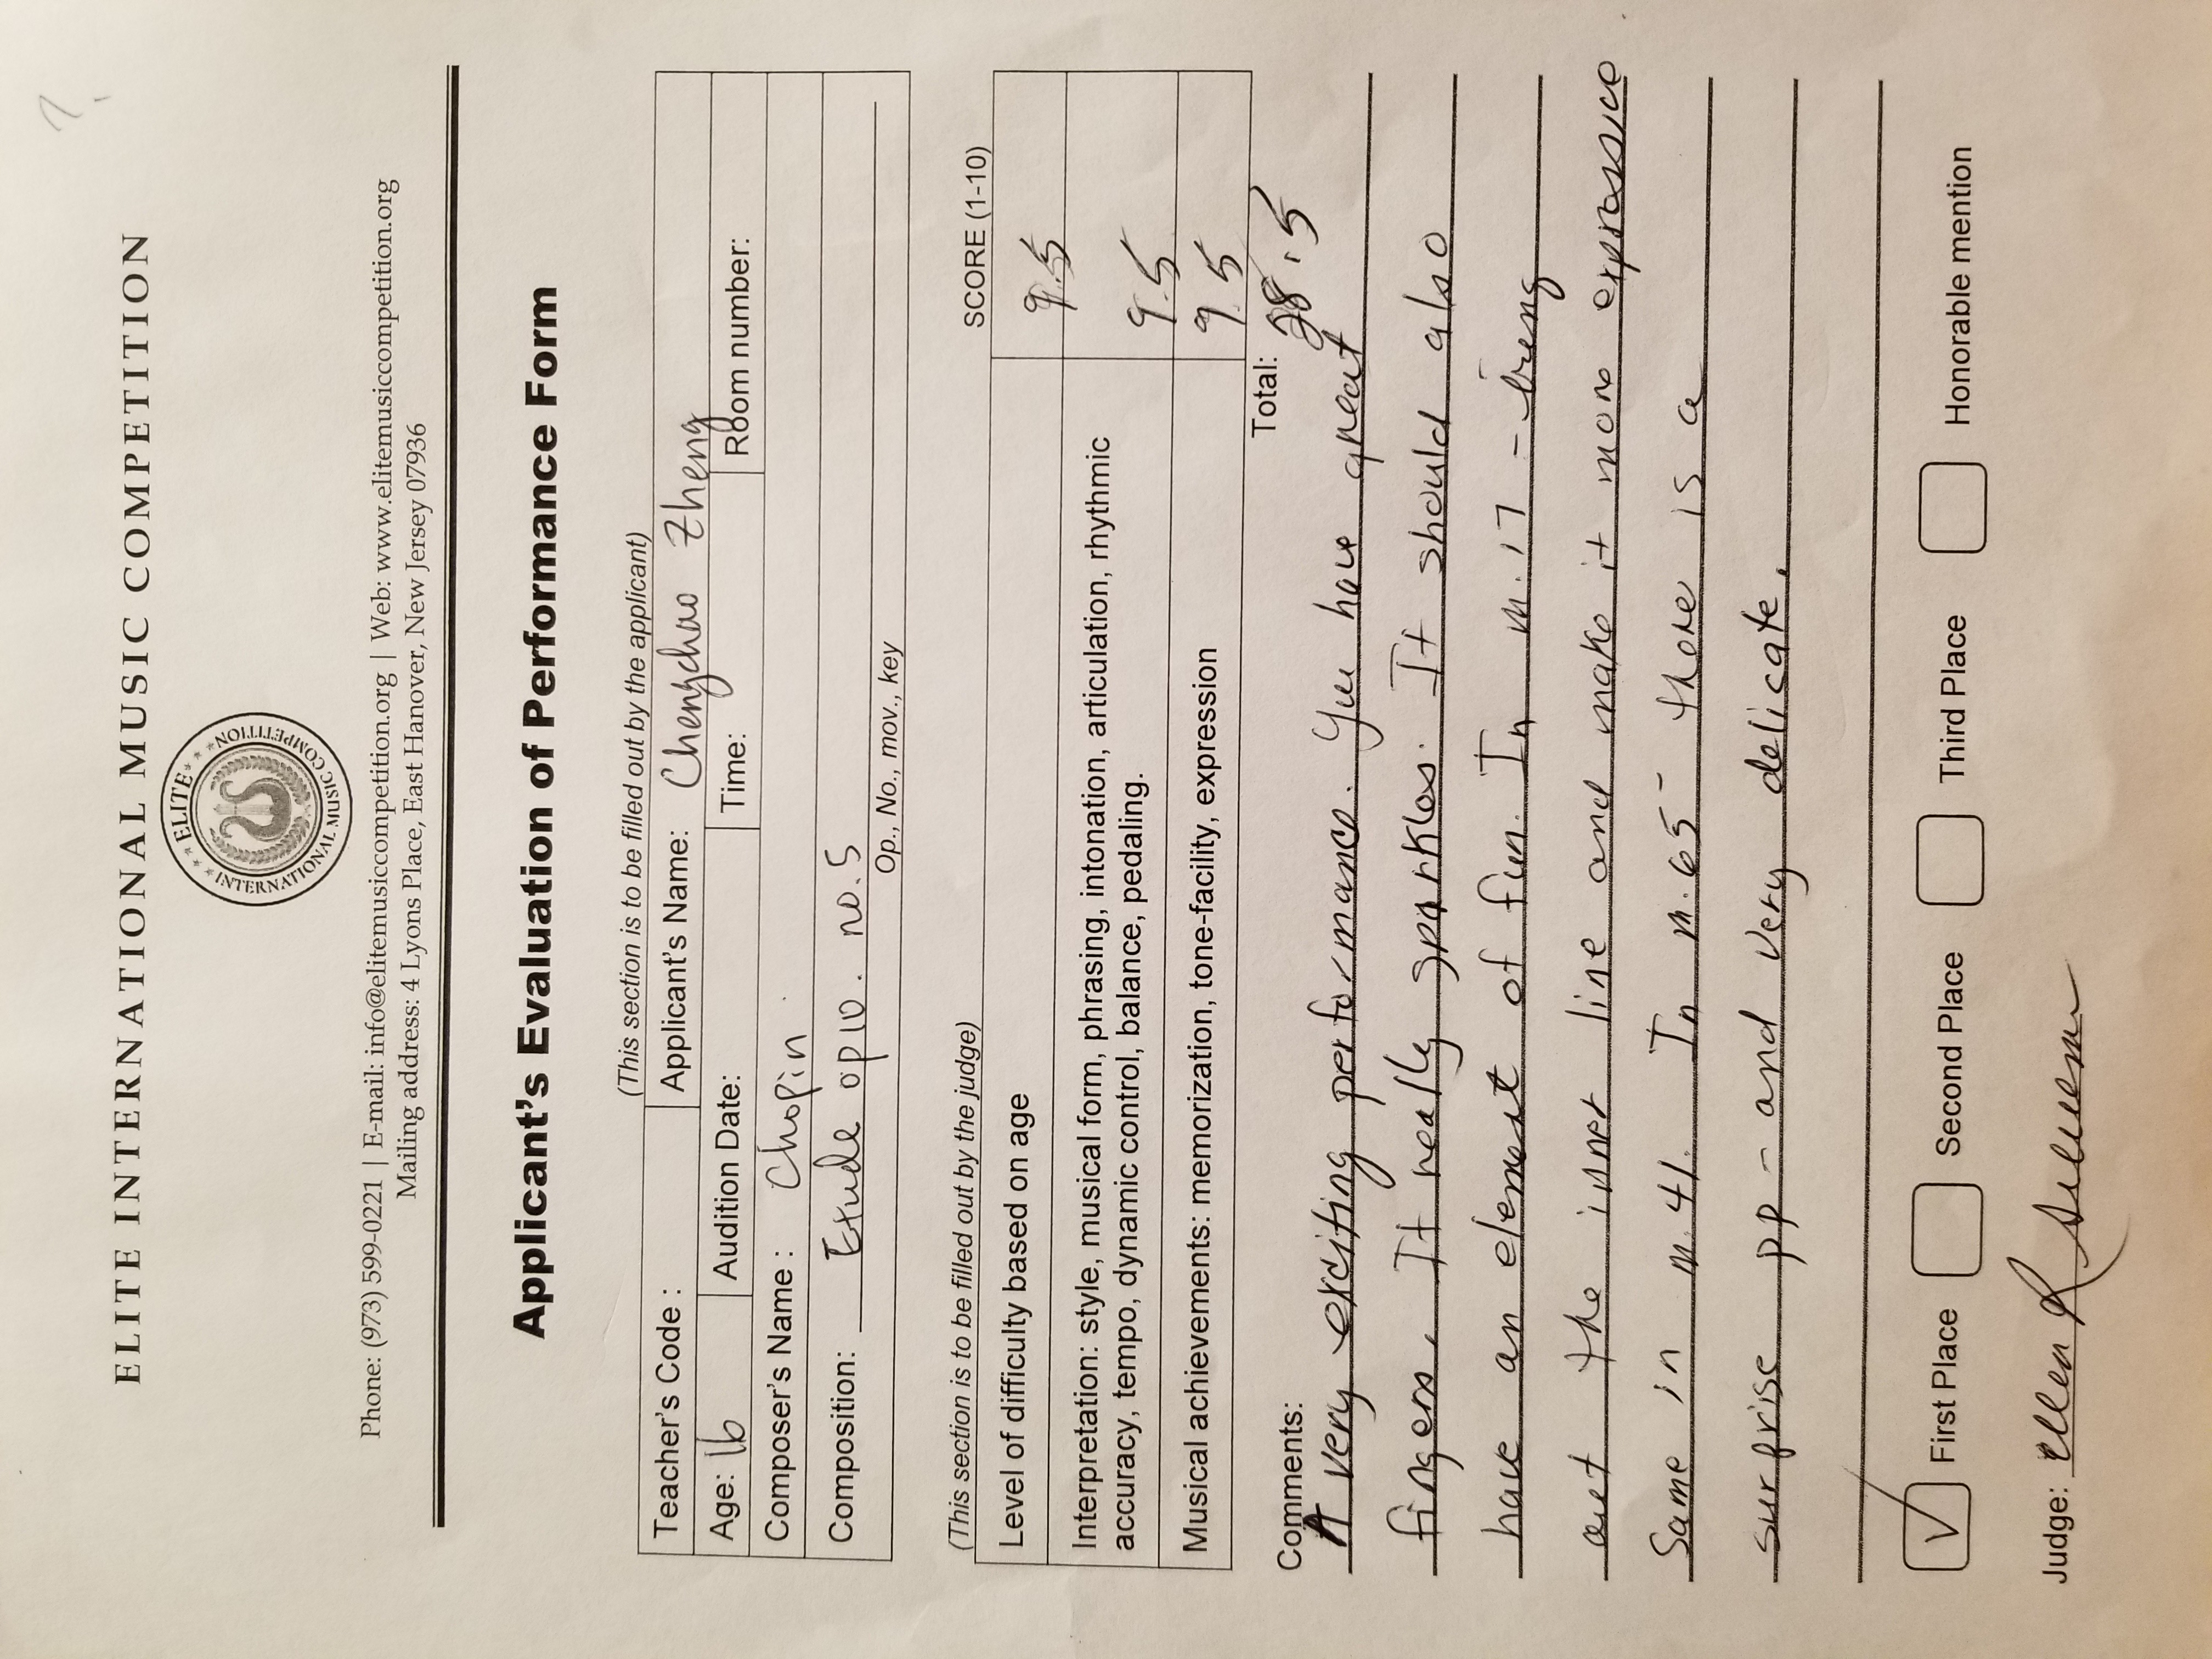 ?
ELITE INTERNATIONAL MUSIC COMPETITION
ELITE
INTERNATIONAL MUSIC COMPETITION
Phone: (973) 599-0221 | E-mail: info@elitemusiccompetition.org | Web: www.elitemusiccompetition.org
Mailing address: 4 Lyons Place, East Hanover, New Jersey 07936
Applicant's Evaluation of Performance Form
(This section is to be filled out by the applicant)
Teacher's Code : Applicant's Name: Chengchao Zheng
Age: 16 Audition Date: Time: Room number:
Composer's Name : Chopin
Composition: Etude op10. no.5
Op., No., mov., key
(This section is to be filled out by the judge) SCORE (1-10)
Level of difficulty based on age 9.5
Interpretation: style, musical form, phrasing, intonation, articulation, rhythmic
accuracy, tempo, dynamic control, balance, pedaling. 9.5
Musical achievements: memorization, tone-facility, expression 9.5
Total: 28.5
Comments:
A very exciting performance. You have great
fingers. It really sparkles. It should also
have an element of fun. In m.17 - bring
out the inner line and make it more expressive
Same in m.41. In m.65 there is a
surprise pp - and very delicate.
First Place Second Place Third Place Honorable mention
Judge: Ellen R